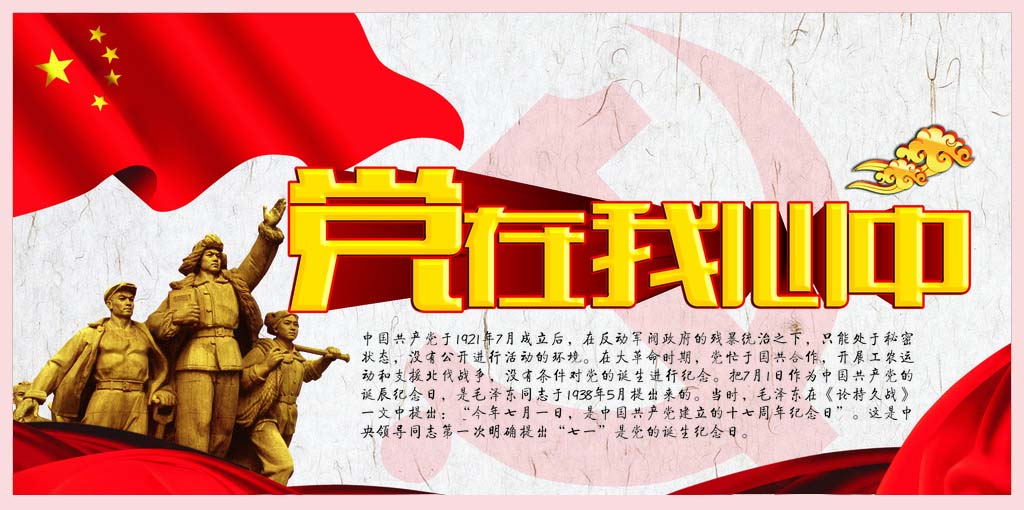 党在我心中
中国共产党于1921年7月成立后，在反动军阀政府的残暴统治之下，只能处于秘密
状态，没有公开进行活动的环境。在大革命时期，党忙于国共合作，开展工农运
动和支援北伐战争，没有条件对党的诞生进行纪念。把7月1日作为中国共产党的
诞辰纪念日，是毛泽东同志于1938年5月提出来的。当时，毛泽东在《论持久战》
一文中提出：“今年七月一日，是中国共产党建立的十七周年纪念日”。这是中
央领导同志第一次明确提出“七一”是党的诞生纪念日。